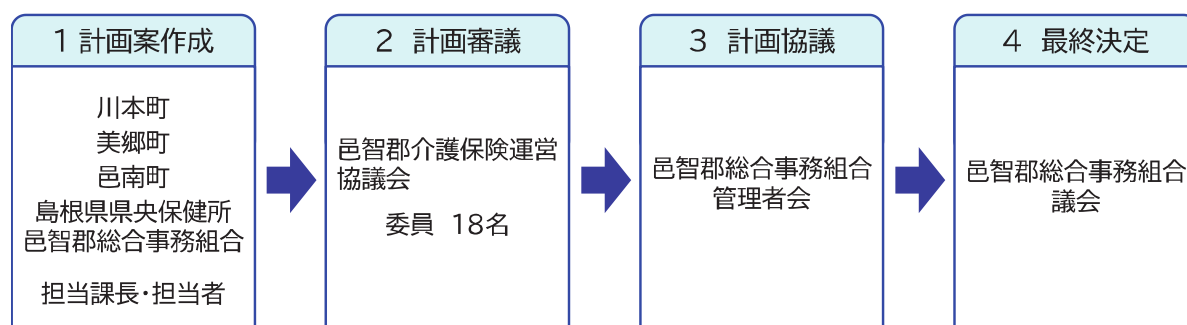 1 計画案作成
川本町
美郷町
邑南町
島根県県央保健所
邑智郡総合事務組合
担当課長・担当者
2 計画審議
邑智郡介護保険運営
協議会
委員 18名
3 計画協議
邑智郡総合事務組合
管理者会
4 最終決定
邑智郡総合事務組合
議会